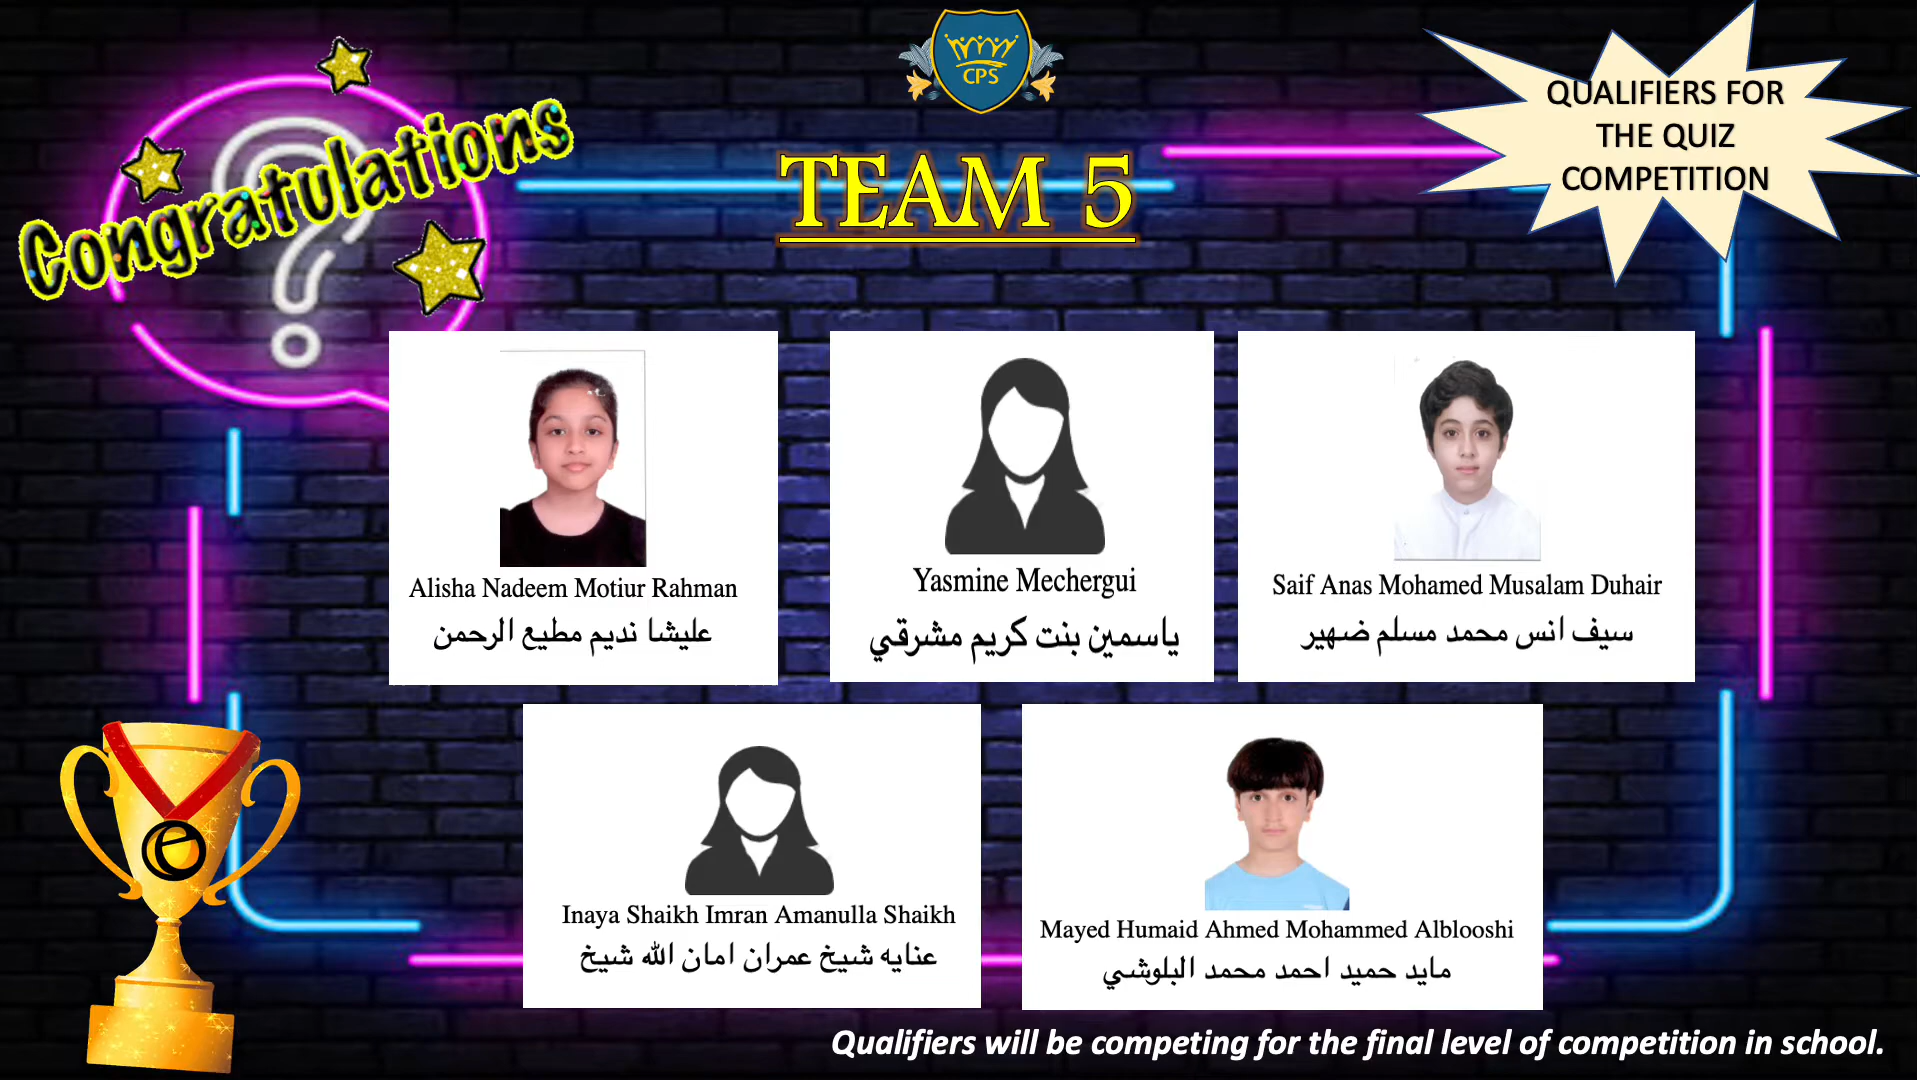 CPS
Congratulations
TEAM 5
QUALIFIERS FOR
THE QUIZ
COMPETITION
Alisha Nadeem Motiur Rahman
عليشا نديم مطيع الرحمن
Yasmine Mechergui
ياسمين بنت كريم مشرقي
Saif Anas Mohamed Musalam Duhair
سيف انس محمد مسلم ضهير
Inaya Shaikh Imran Amanulla Shaikh
عنايه شيخ عمران امان الله شيخ
Mayed Humaid Ahmed Mohammed Alblooshi
مايد حميد احمد محمد البلوشي
Qualifiers will be competing for the final level of competition in school.